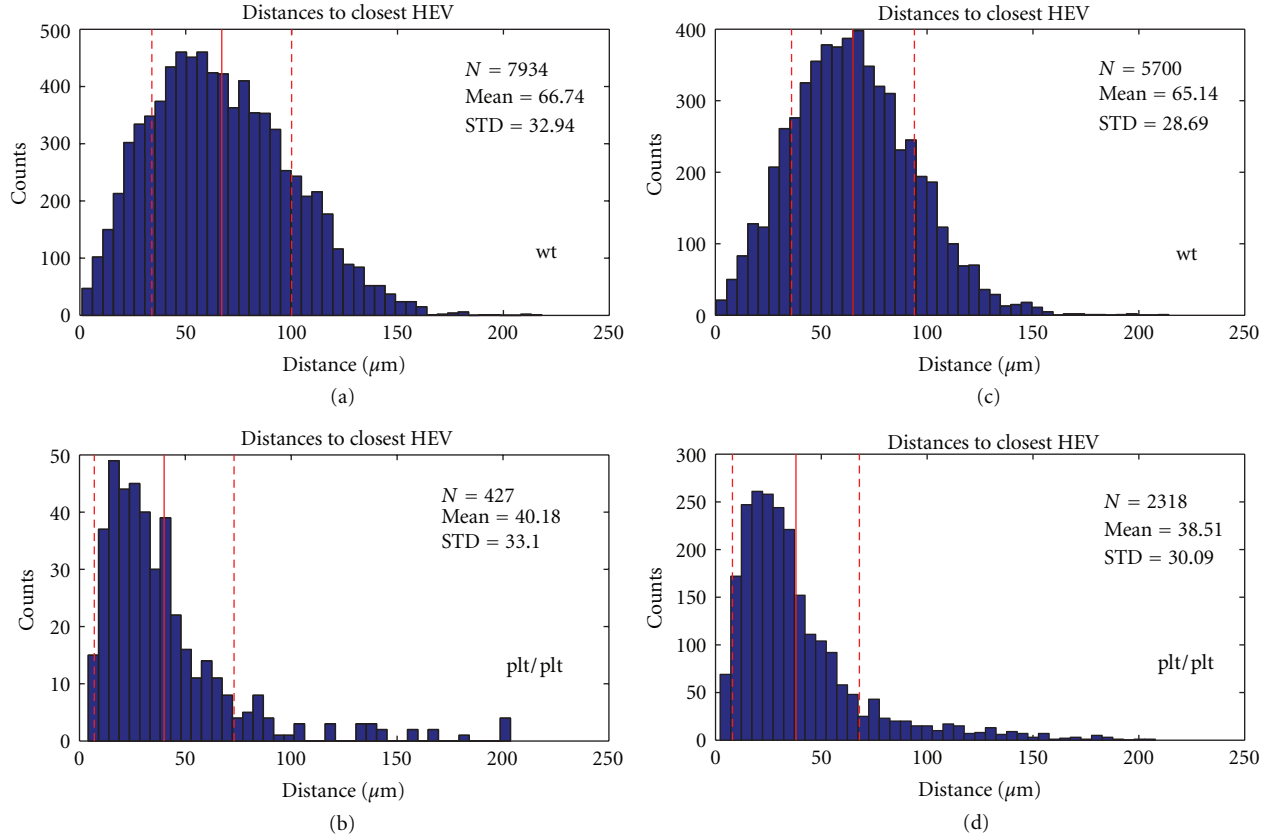 Distances to closest HEV
500
400
300
200
100
0
Counts
N = 7934
Mean = 66.74
STD = 32.94
wt
0 50 100 150 200 250
Distance (μm)
(a)
Distances to closest HEV
400
300
200
100
0
Counts
N = 5700
Mean = 65.14
STD = 28.69
wt
0 50 100 150 200 250
Distance (μm)
(c)
Distances to closest HEV
50
40
30
20
10
0
Counts
N = 427
Mean = 40.18
STD = 33.1
plt/plt
0 50 100 150 200 250
Distance (μm)
(b)
Distances to closest HEV
300
250
200
150
100
50
0
Counts
N = 2318
Mean = 38.51
STD = 30.09
plt/plt
0 50 100 150 200 250
Distance (μm)
(d)